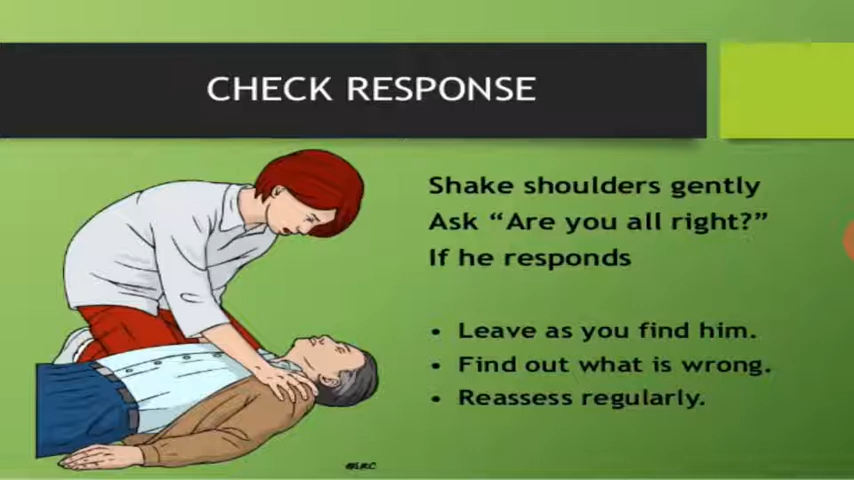 CHECK RESPONSE
Shake shoulders gently
Ask “Are you all right?”
If he responds
• Leave as you find him.
• Find out what is wrong.
• Reassess regularly.